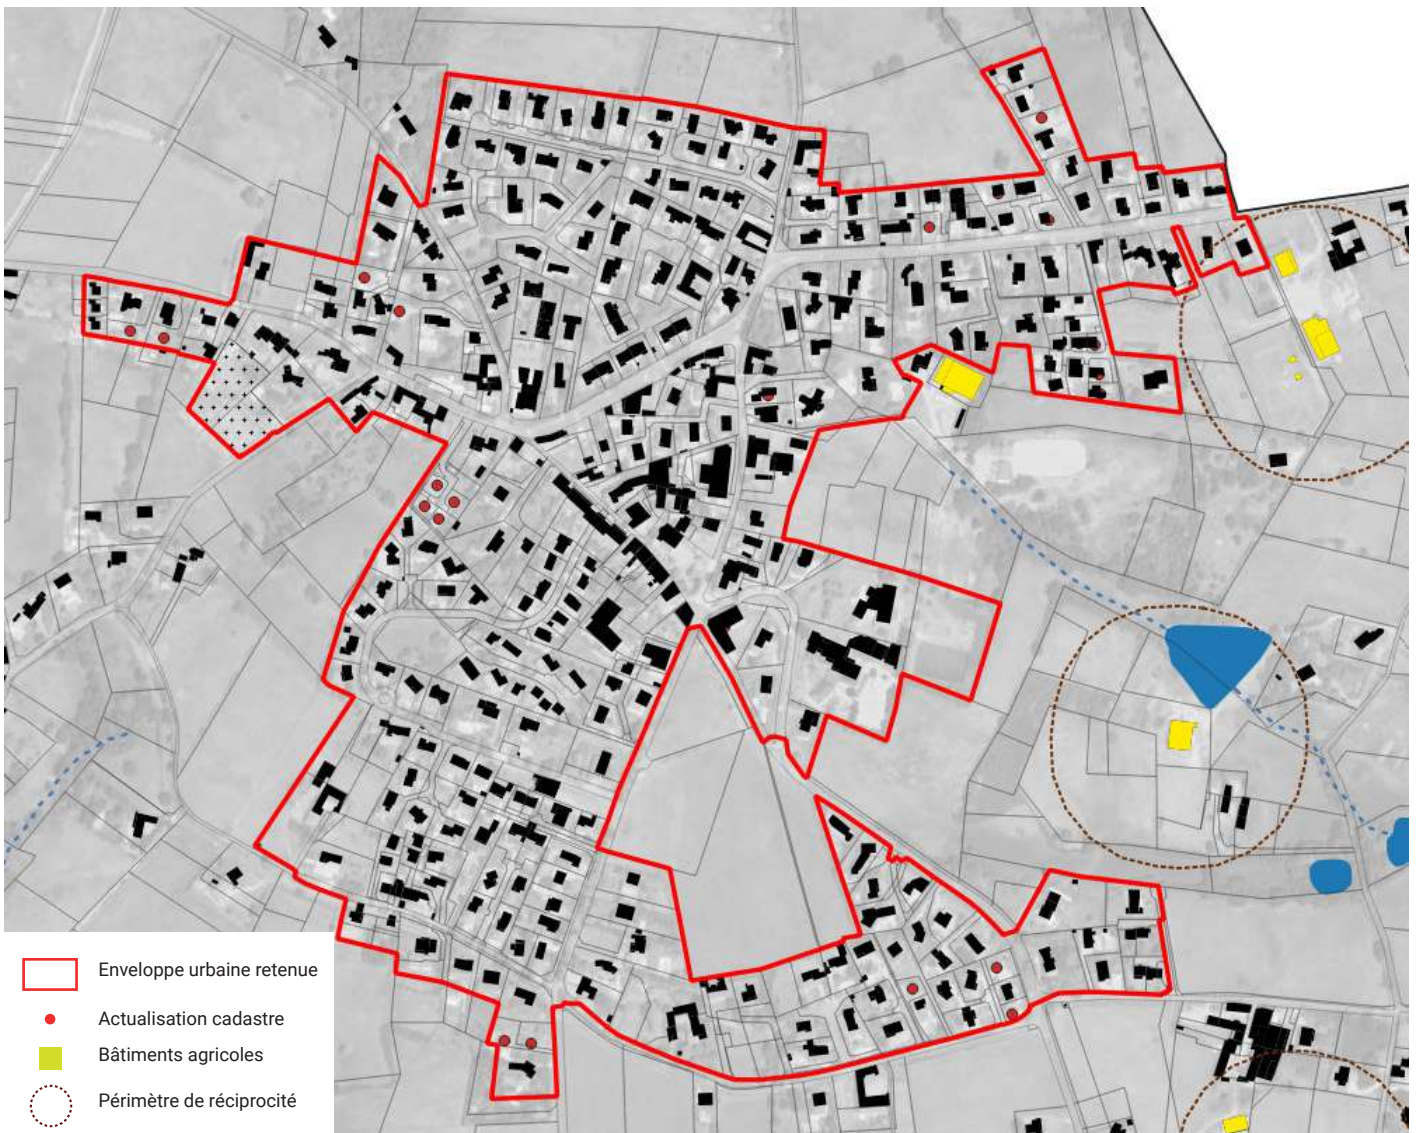 Enveloppe urbaine retenue
Actualisation cadastre
Bâtiments agricoles
Périmètre de réciprocité